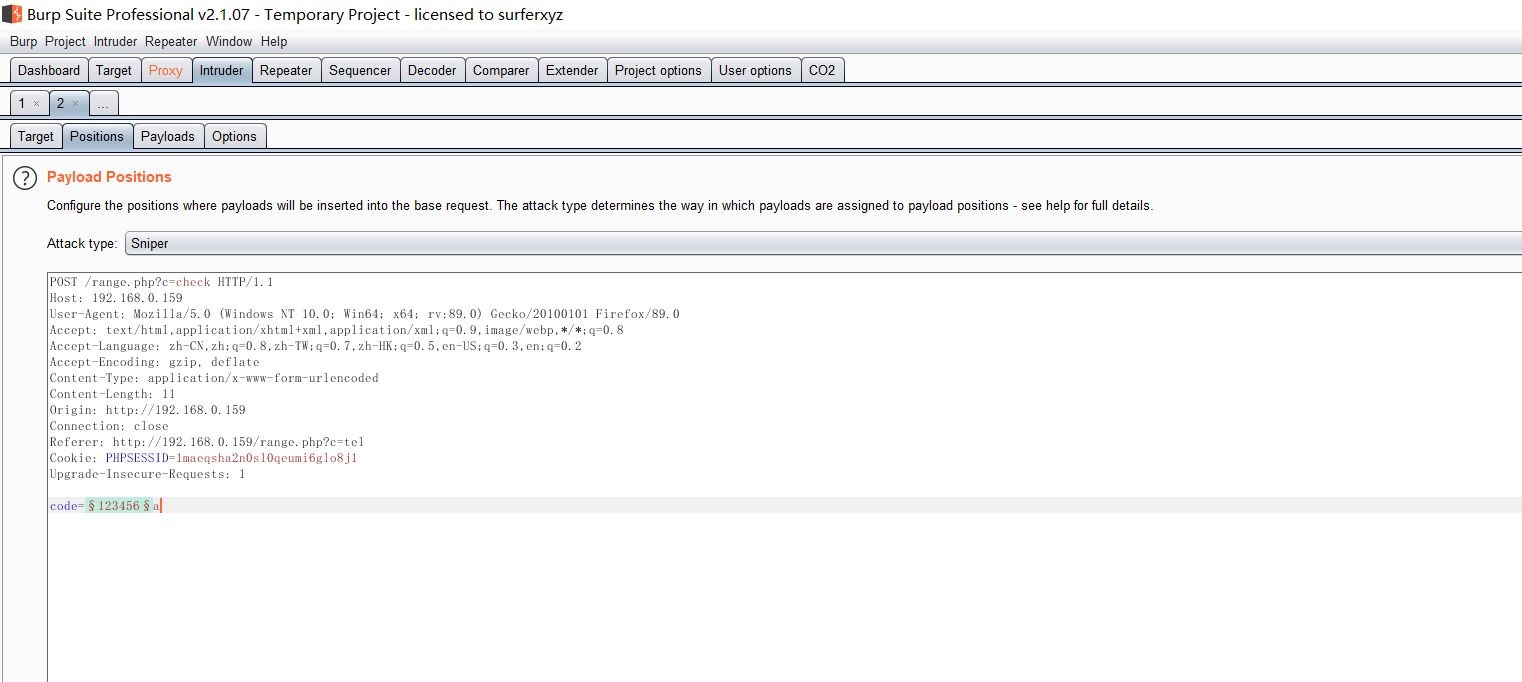 Burp Suite Professional v2.1.07 - Temporary Project - licensed to surferxyz
Burp Project Intruder Repeater Window Help
Dashboard Target Proxy Intruder Repeater Sequencer Decoder Comparer Extender Project options User options CO2
1 × 2 × ...
Target Positions Payloads Options
? Payload Positions
Configure the positions where payloads will be inserted into the base request. The attack type determines the way in which payloads are assigned to payload positions - see help for full details.
Attack type: Sniper
POST /range.php?c=check HTTP/1.1
Host: 192.168.0.159
User-Agent: Mozilla/5.0 (Windows NT 10.0; Win64; x64; rv:89.0) Gecko/20100101 Firefox/89.0
Accept: text/html,application/xhtml+xml,application/xml;q=0.9,image/webp,*/*;q=0.8
Accept-Language: zh-CN,zh;q=0.8,zh-TW;q=0.7,zh-HK;q=0.5,en-US;q=0.3,en;q=0.2
Accept-Encoding: gzip, deflate
Content-Type: application/x-www-form-urlencoded
Content-Length: 11
Origin: http://192.168.0.159
Connection: close
Referer: http://192.168.0.159/range.php?c=tel
Cookie: PHPSESSID=1maeqsha2n0sl0qeumi6glo8j1
Upgrade-Insecure-Requests: 1
code=§123456§a